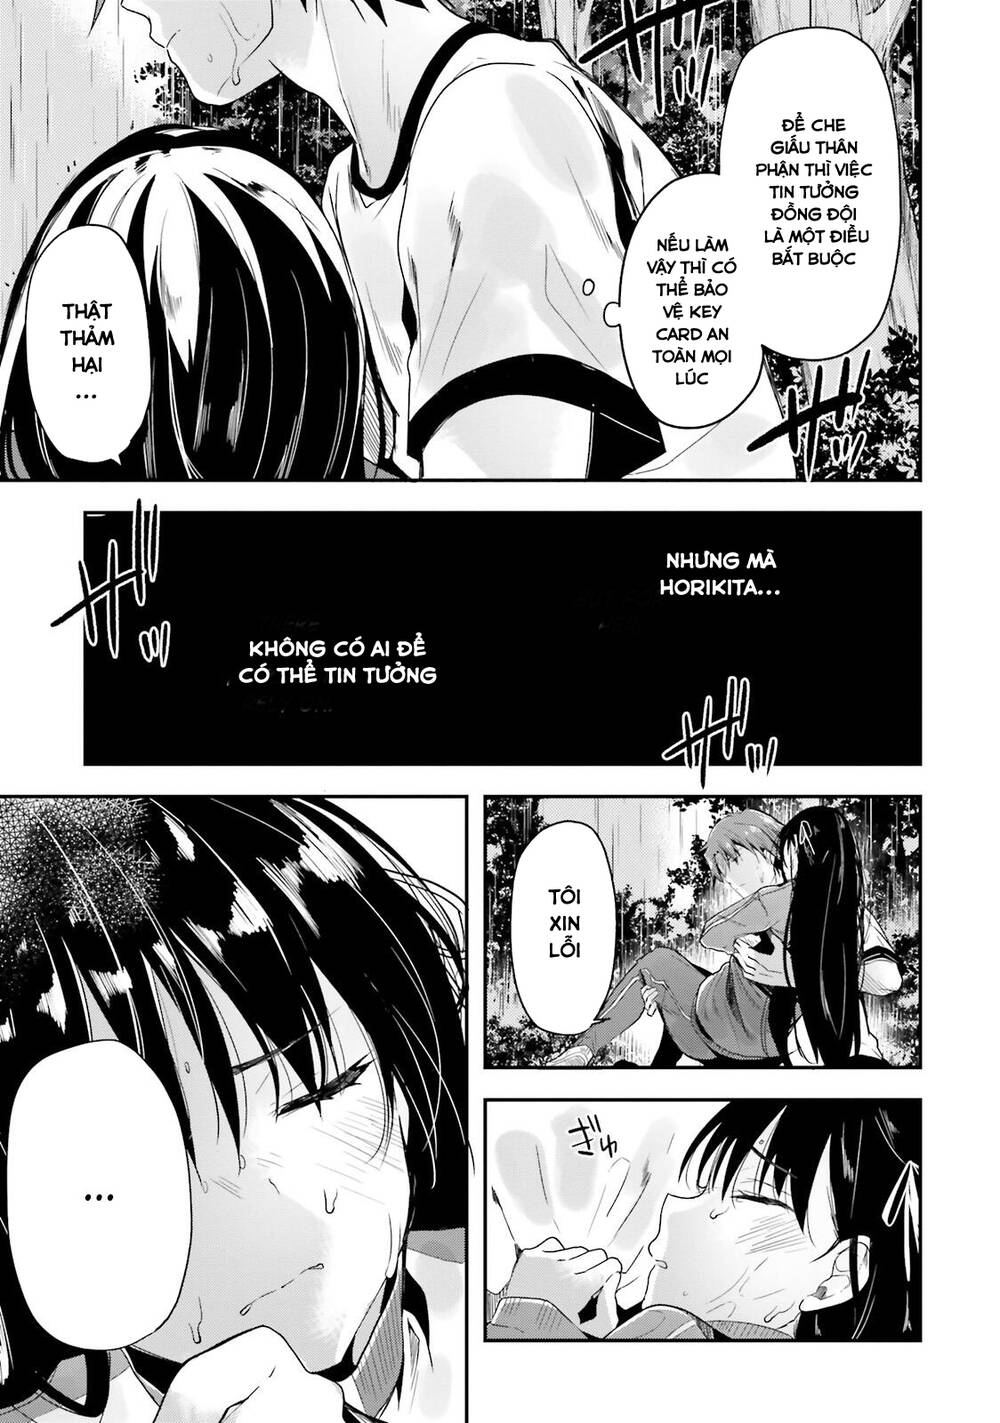 ĐỂ CHE
GIẤU THÂN
PHẬN THÌ VIỆC
TIN TƯỞNG
ĐỒNG ĐỘI
LÀ MỘT ĐIỀU
BẮT BUỘC
NẾU LÀM
VẬY THÌ CÓ
THỂ BẢO
VỆ KEY
CARD AN
TOÀN MỌI
LÚC
THẬT
THẢM
HẠI
...
NHƯNG MÀ
HORIKITA...
KHÔNG CÓ AI ĐỂ
CÓ THỂ TIN TƯỞNG
TÔI
XIN
LỖI
ぎゅ
...